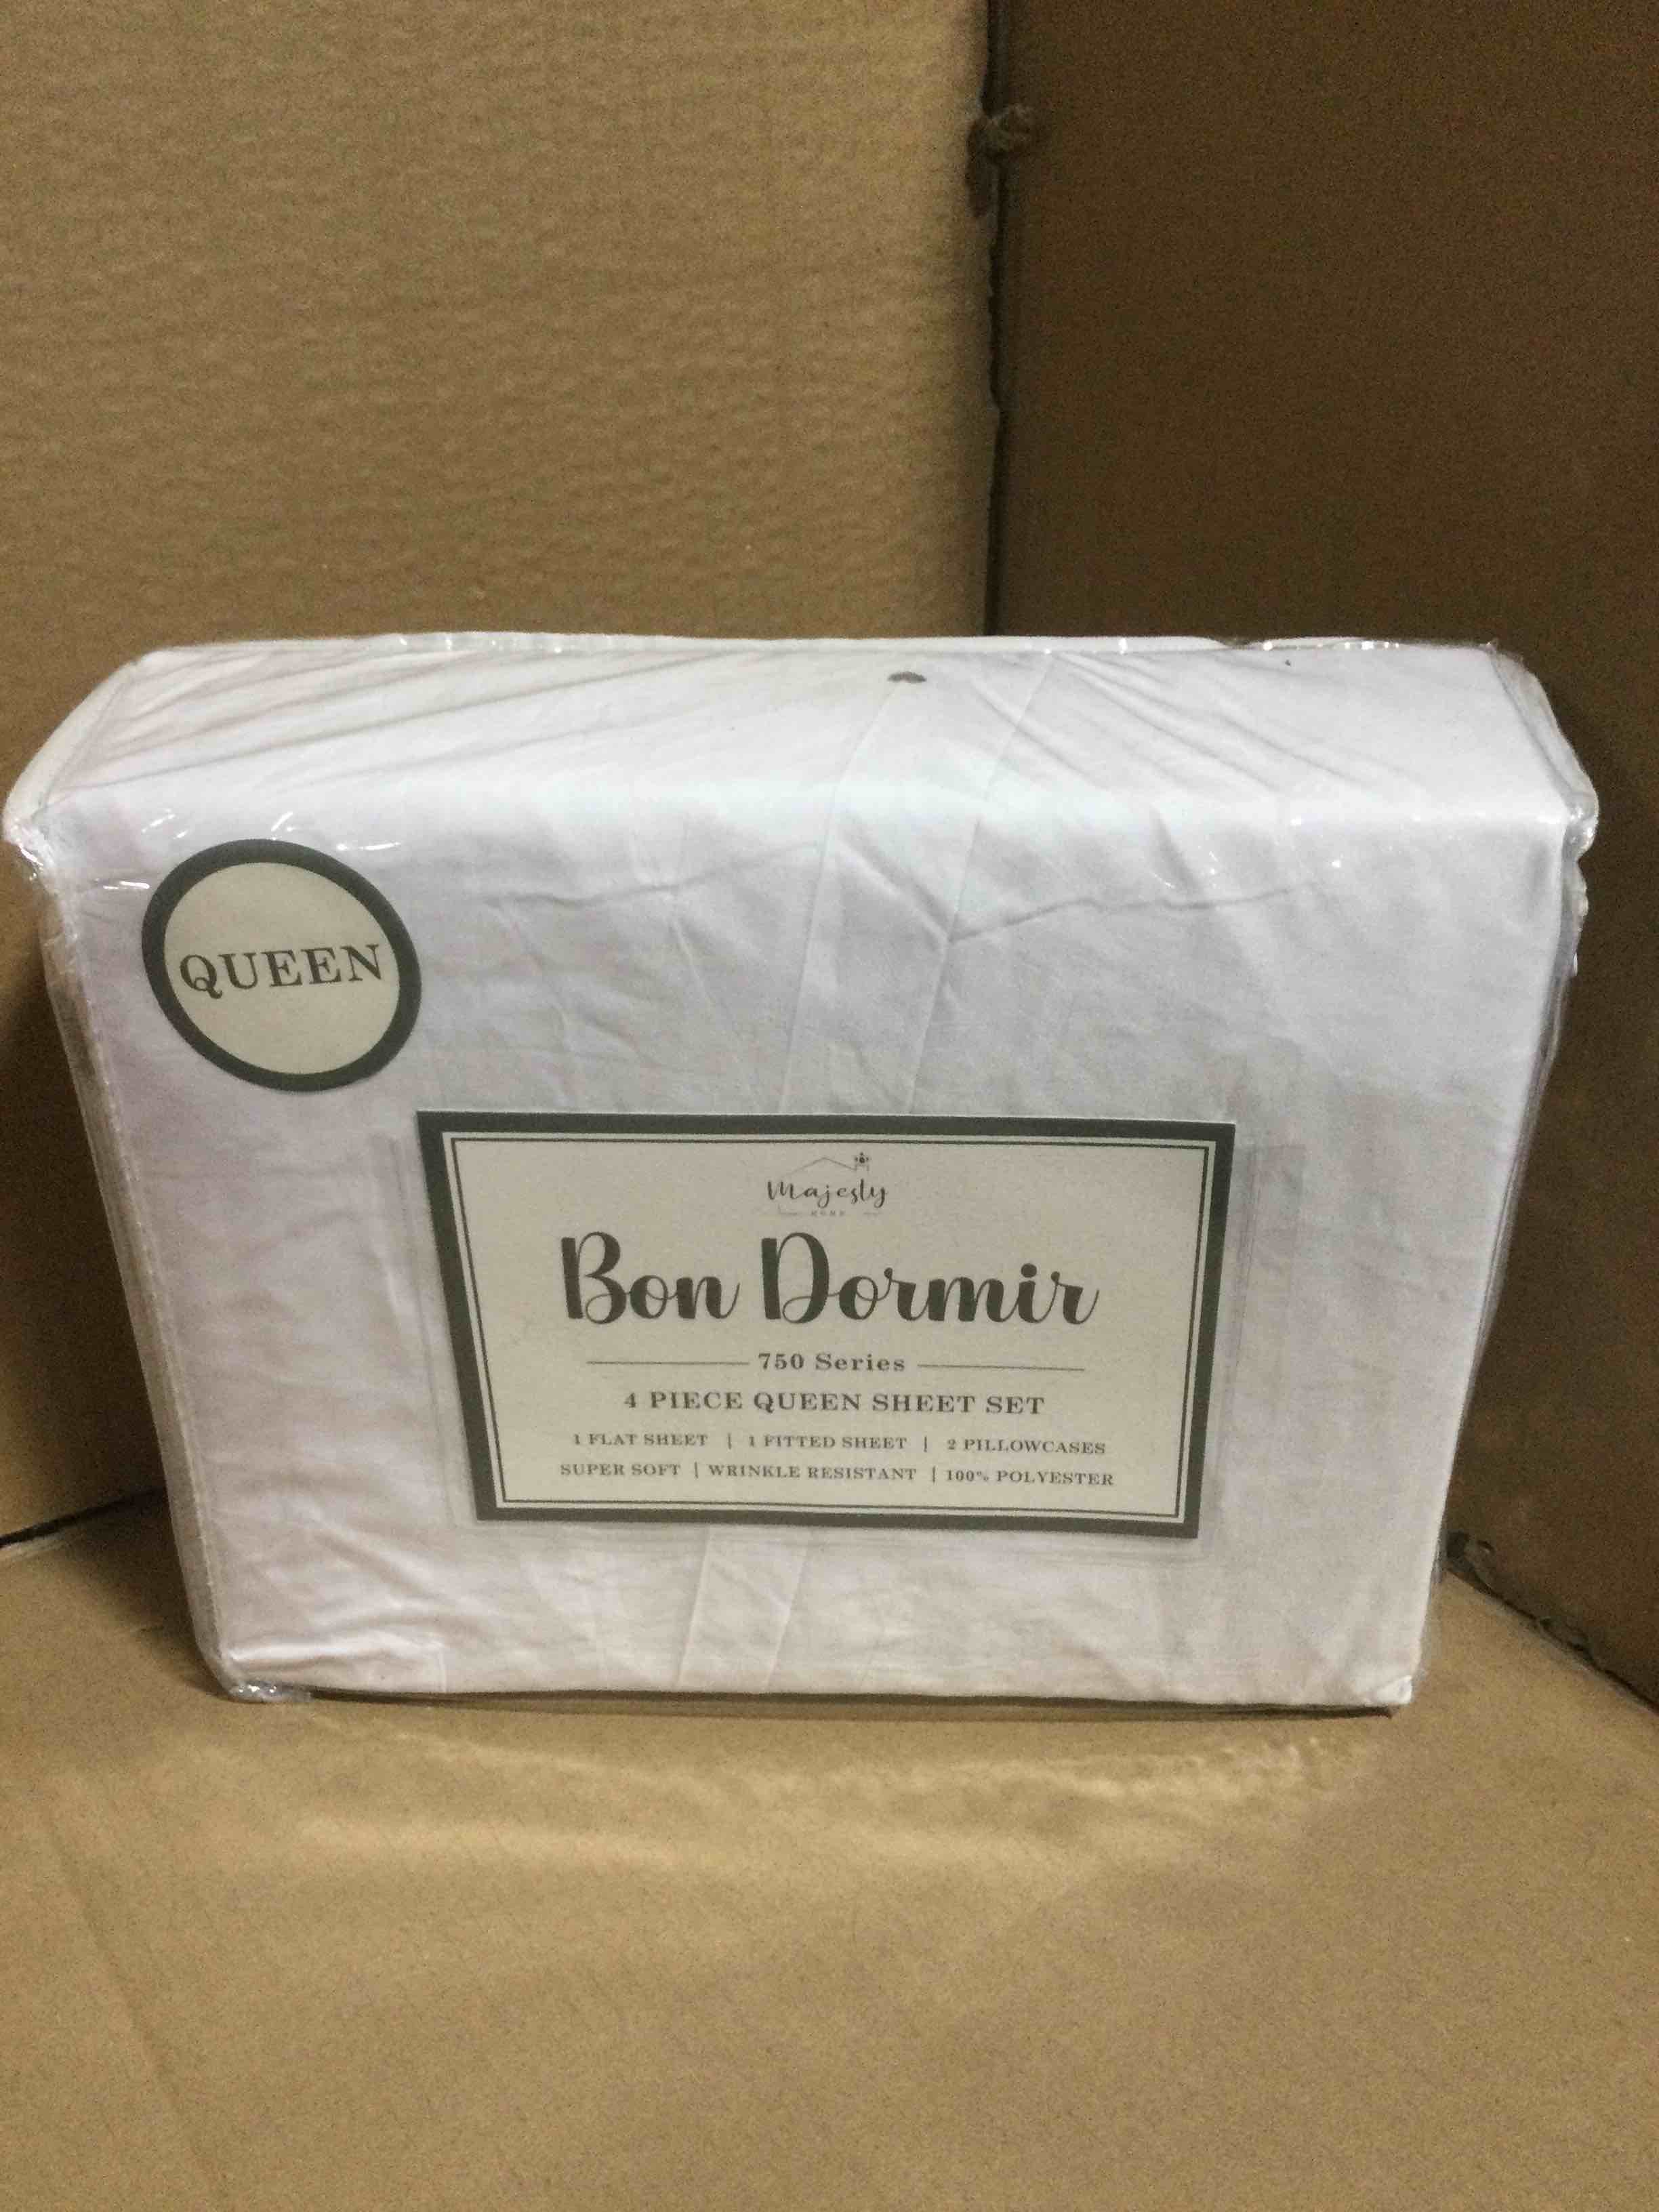 QUEEN
Majesty
HOME
Bon Dormir
750 Series
4 PIECE QUEEN SHEET SET
1 FLAT SHEET | 1 FITTED SHEET | 2 PILLOWCASES
SUPER SOFT | WRINKLE RESISTANT | 100% POLYESTER